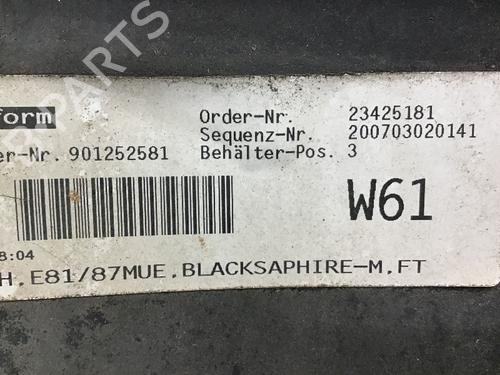 PARTS
form
Order-Nr. 23425181
Sequenz-Nr. 200703020141
er-Nr. 901252581
Behälter-Pos. 3
W61
8:04
H.E81/87MUE.BLACKSAPHIRE-M.FT